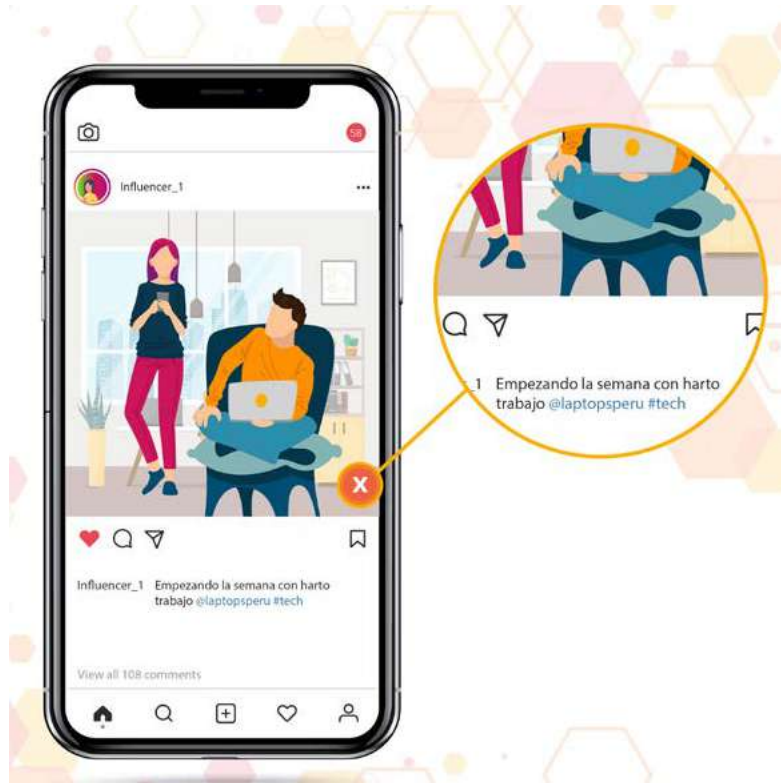 58
Influencer_1
X
Influencer_1 Empezando la semana con harto
trabajo @laptopsperu #tech
View all 108 comments
_1 Empezando la semana con harto
trabajo @laptopsperu #tech